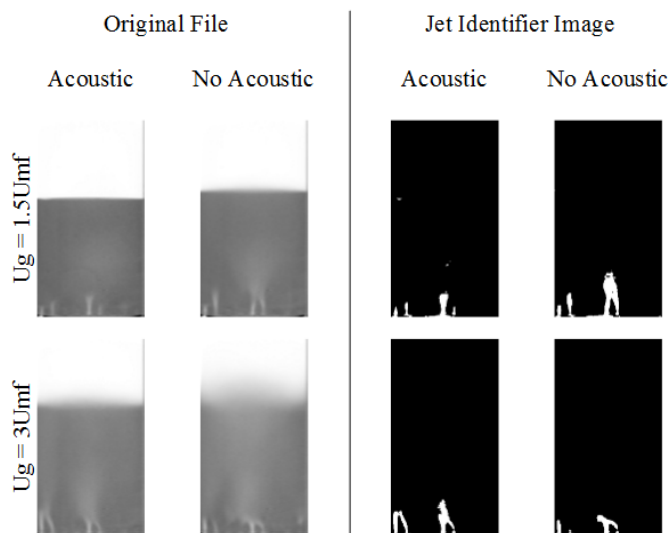 Original File
Jet Identifier Image
Acoustic
No Acoustic
Acoustic
No Acoustic
Ug = 1.5Umf
Ug = 3Umf